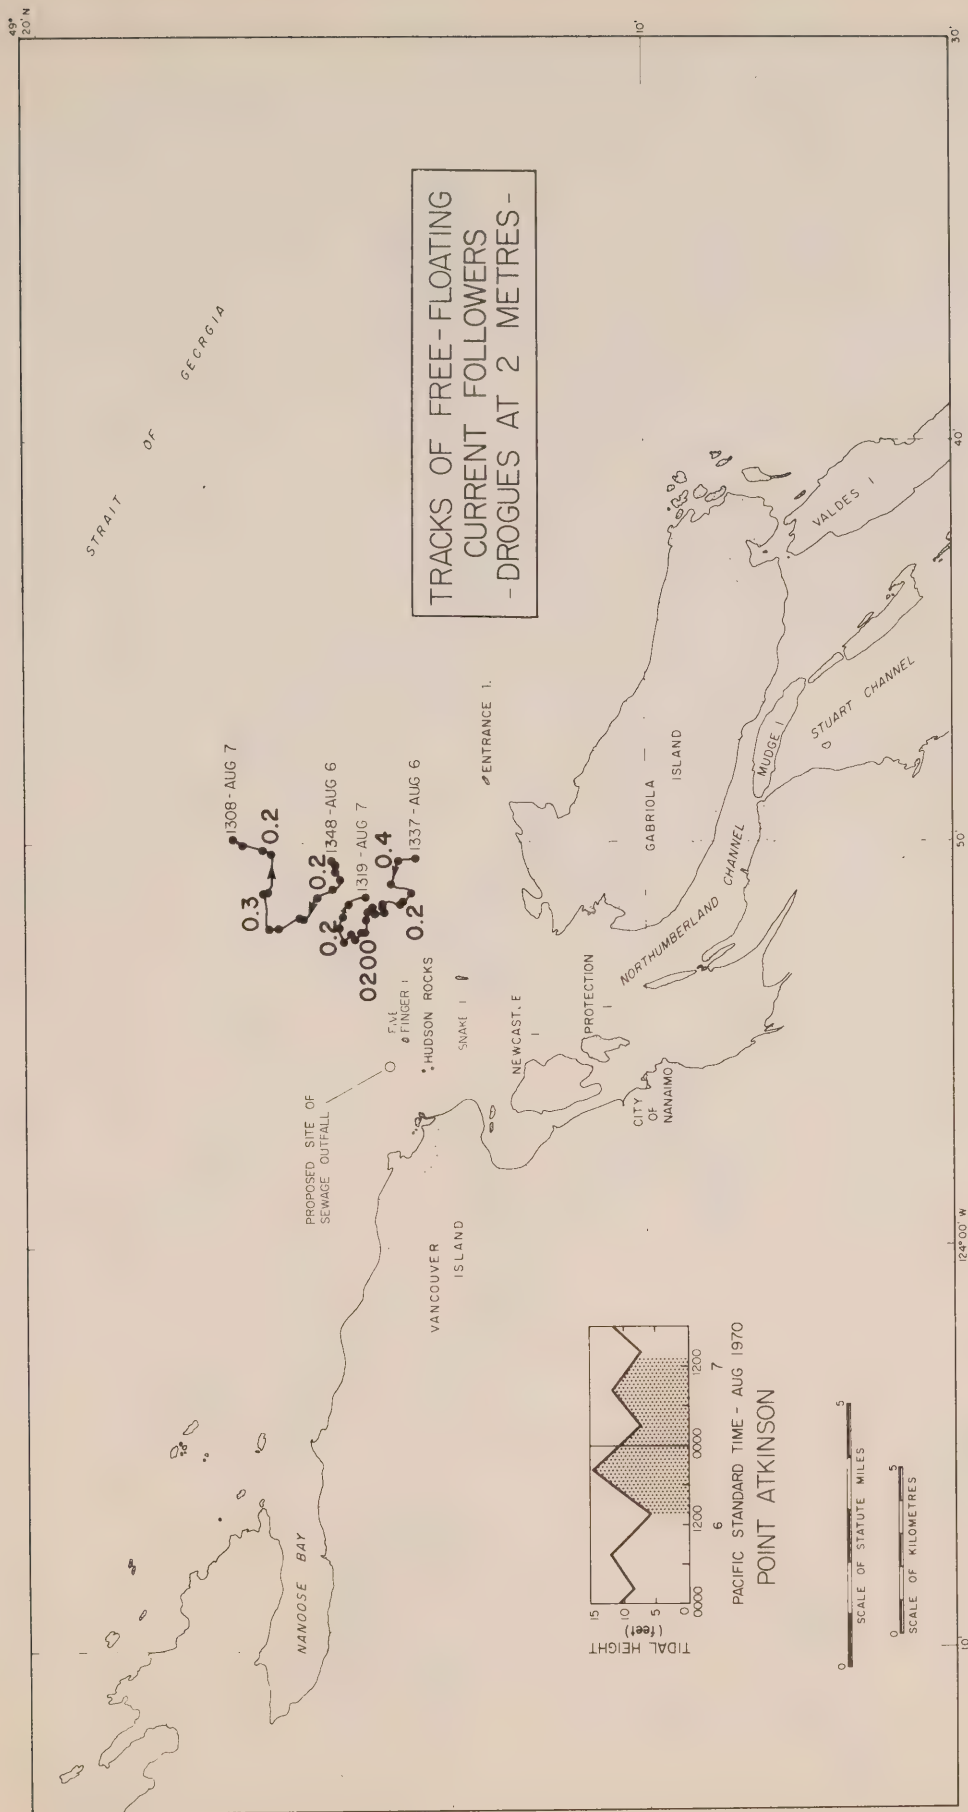 TRACKS OF FREE-FLOATING
CURRENT FOLLOWERS
-DROGUES AT 2 METRES-
STRAIT OF GEORGIA
49°
20' N
10'
30'
40'
50'
124°00' W
10'
1308-AUG 7
0.2
0.3
1348-AUG 6
0.2
1319-AUG 7
0.2
0200
0.4
1337-AUG 6
0.2
PROPOSED SITE OF
SEWAGE OUTFALL
FIVE
FINGER I
HUDSON ROCKS
SNAKE I
ENTRANCE I.
NEWCASTLE
I
PROTECTION
I
CITY
OF
NANAIMO
GABRIOLA
ISLAND
NORTHUMBERLAND CHANNEL
MUDGE I
STUART CHANNEL
VALDES I
VANCOUVER
ISLAND
NANOOSE BAY
TIDAL HEIGHT
(feet)
15
10
5
0
0000 1200 0000 1200
6 7
PACIFIC STANDARD TIME - AUG 1970
POINT ATKINSON
0 5
SCALE OF STATUTE MILES
0 5
SCALE OF KILOMETRES